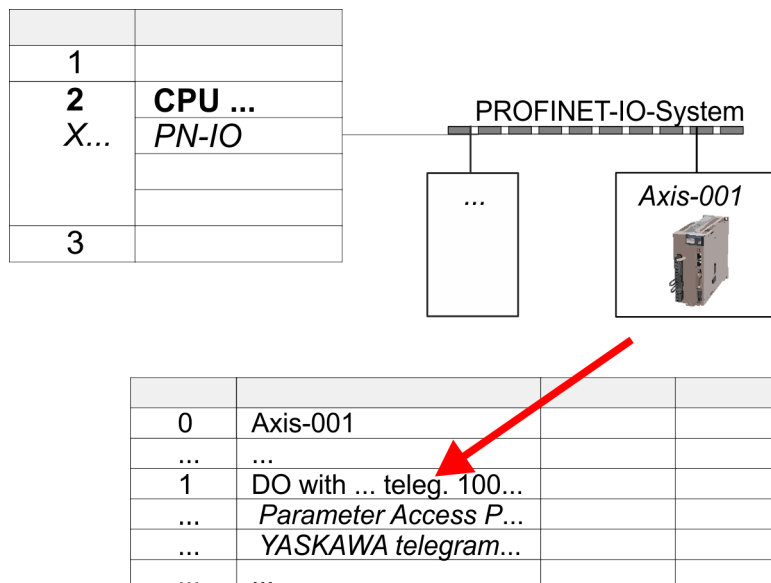 1
2 CPU ...
X... PN-IO
3
PROFINET-IO-System
...
Axis-001
0 Axis-001
... ...
1 DO with ... teleg. 100...
... Parameter Access P...
... YASKAWA telegram...
... ...